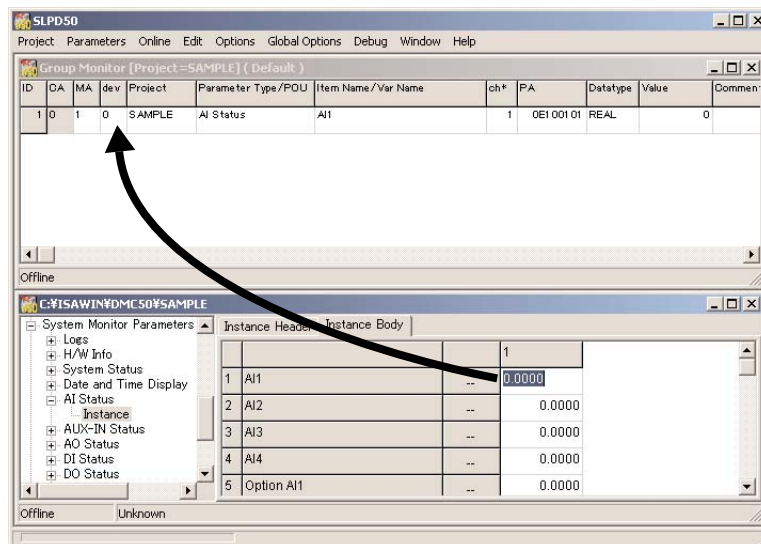 SLPD50
Project Parameters Online Edit Options Global Options Debug Window Help
Group Monitor [Project=SAMPLE] ( Default )
ID CA MA dev Project Parameter Type/POU Item Name/Var Name ch* PA Datatype Value Commen
1 0 1 0 SAMPLE AI Status AI1 1 0E100101 REAL 0
Offline
C:¥ISAWIN¥DMC50¥SAMPLE
System Monitor Parameters
Logs
H/W Info
System Status
Date and Time Display
AI Status
Instance
AUX-IN Status
AO Status
DI Status
DO Status
Instance Header Instance Body
1
1 AI1 -- 0.0000
2 AI2 -- 0.0000
3 AI3 -- 0.0000
4 AI4 -- 0.0000
5 Option AI1 -- 0.0000
Offline Unknown